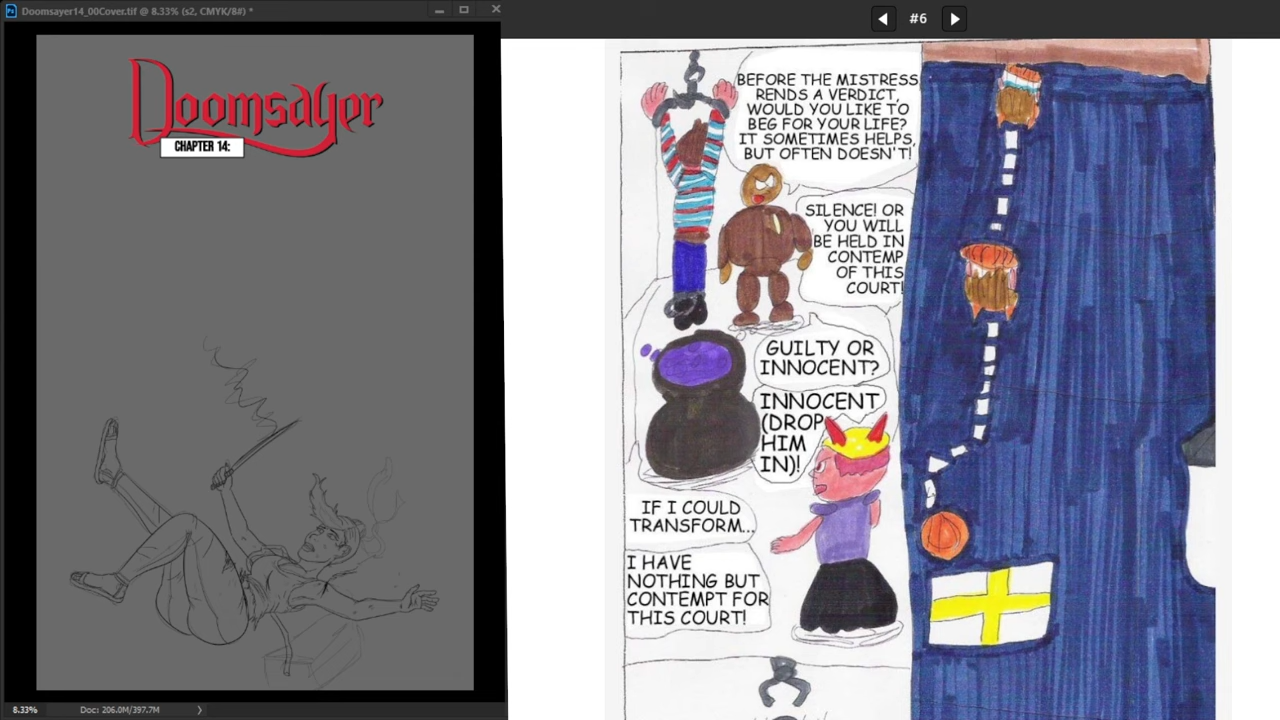 Doomsayer14_00Cover.tif @ 8.33% (s2, CMYK/8#) *
Doomsayer
CHAPTER 14:
8.33%
Doc: 206.0M/397.7M
#6
BEFORE THE MISTRESS
RENDS A VERDICT,
WOULD YOU LIKE TO
BEG FOR YOUR LIFE?
IT SOMETIMES HELPS,
BUT OFTEN DOESN'T!
SILENCE! OR
YOU WILL
BE HELD IN
CONTEMP
OF THIS
COURT!
GUILTY OR
INNOCENT?
INNOCENT
(DROP
HIM
IN)!
IF I COULD
TRANSFORM...
I HAVE
NOTHING BUT
CONTEMPT FOR
THIS COURT!